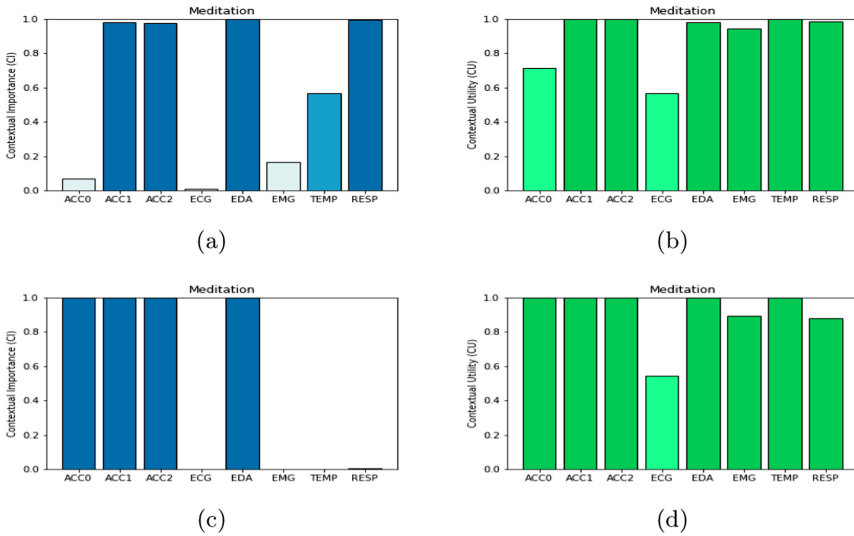 Meditation
Contextual Importance (CI)
1.0
0.8
0.6
0.4
0.2
0.0
ACC0 ACC1 ACC2 ECG EDA EMG TEMP RESP
(a)
Meditation
Contextual Utility (CU)
1.0
0.8
0.6
0.4
0.2
0.0
ACC0 ACC1 ACC2 ECG EDA EMG TEMP RESP
(b)
Meditation
Contextual Importance (CI)
1.0
0.8
0.6
0.4
0.2
0.0
ACC0 ACC1 ACC2 ECG EDA EMG TEMP RESP
(c)
Meditation
Contextual Utility (CU)
1.0
0.8
0.6
0.4
0.2
0.0
ACC0 ACC1 ACC2 ECG EDA EMG TEMP RESP
(d)